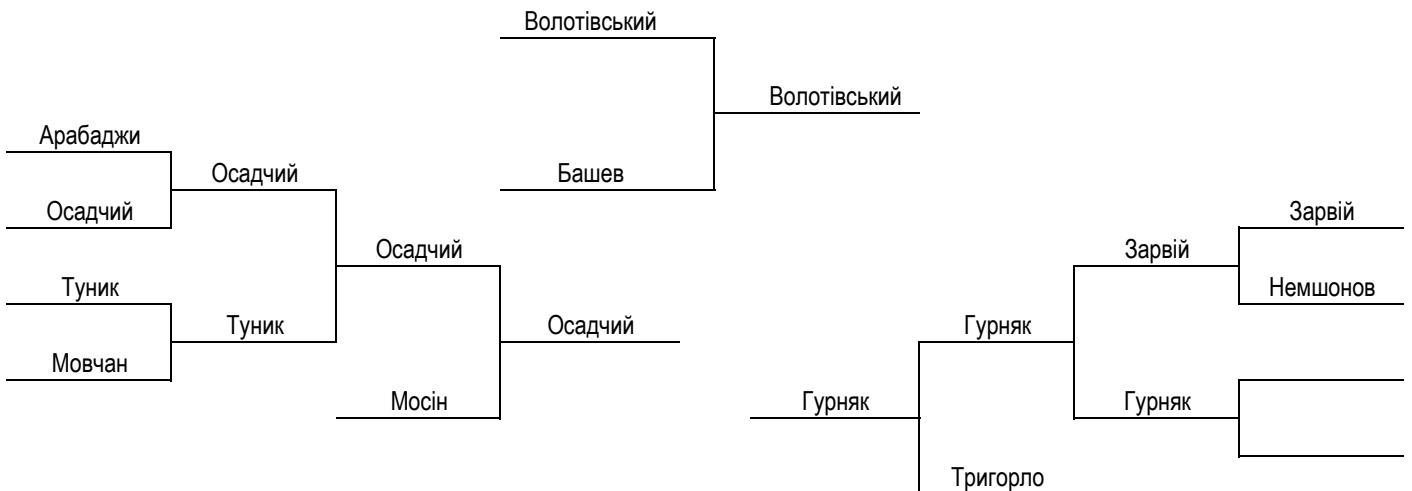 Волотівський
Волотівський
Арабаджи
Осадчий
Башев
Осадчий
Зарвій
Осадчий
Зарвій
Туник
Немшонов
Туник
Осадчий
Гурняк
Мовчан
Мосін
Гурняк
Гурняк
Тригорло